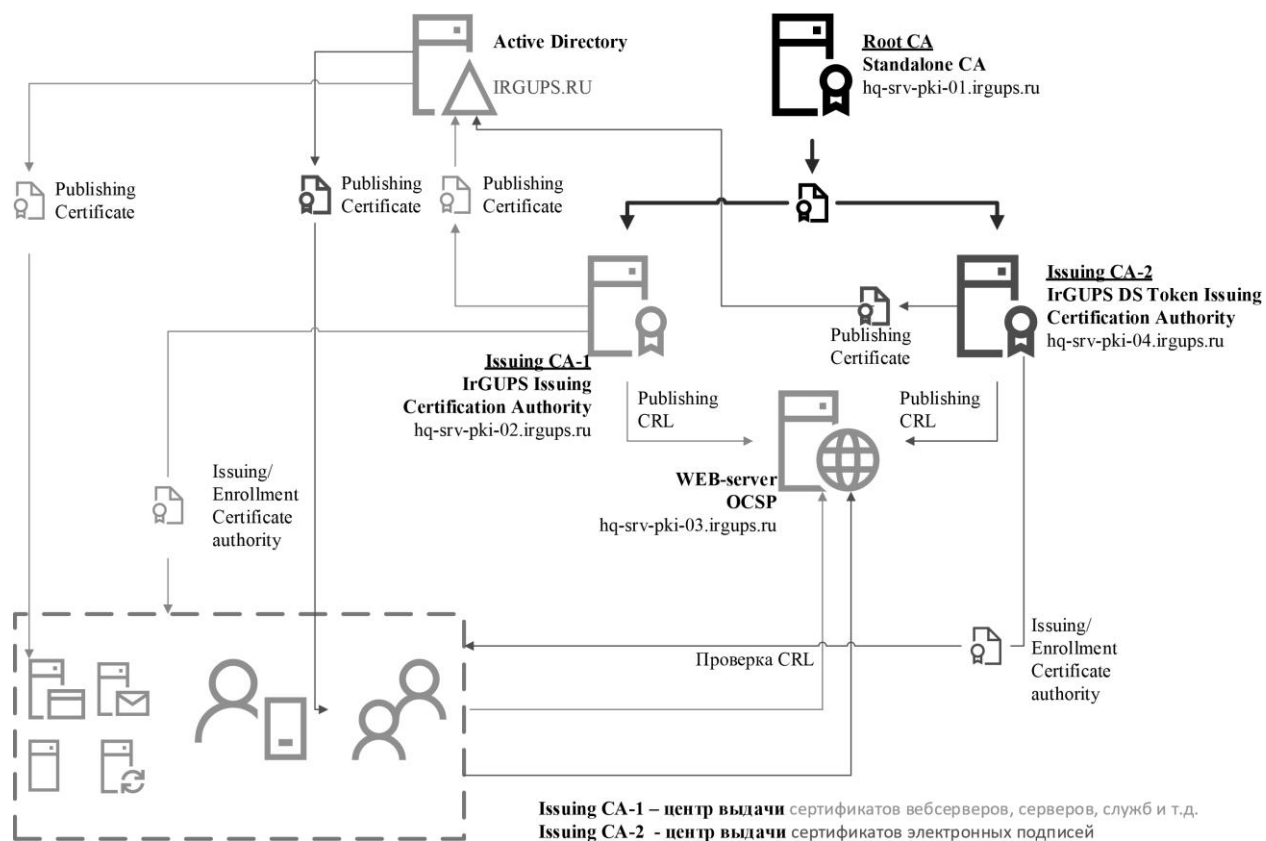 Active Directory
IRGUPS.RU
Root CA
Standalone CA
hq-srv-pki-01.irgups.ru
Publishing
Certificate
Publishing
Certificate
Publishing
Certificate
Issuing CA-2
IrGUPS DS Token Issuing
Certification Authority
hq-srv-pki-04.irgups.ru
Publishing
Certificate
Issuing CA-1
IrGUPS Issuing
Certification Authority
hq-srv-pki-02.irgups.ru
Publishing
CRL
Publishing
CRL
WEB-server
OCSP
hq-srv-pki-03.irgups.ru
Issuing/
Enrollment
Certificate
authority
Проверка CRL
Issuing/
Enrollment
Certificate
authority
Issuing CA-1 – центр выдачи сертификатов вебсерверов, серверов, служб и т.д.
Issuing CA-2 - центр выдачи сертификатов электронных подписей